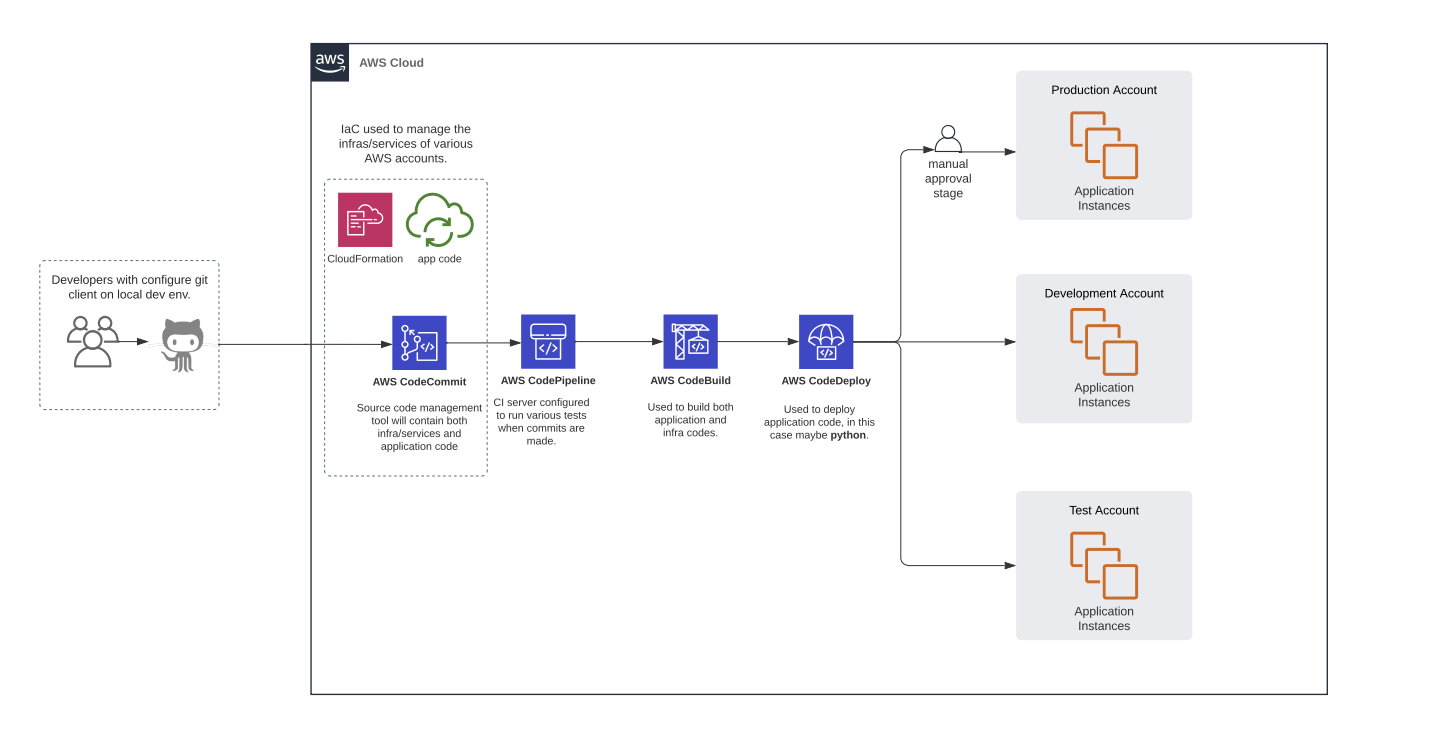 aws
AWS Cloud
IaC used to manage the
infras/services of various
AWS accounts.
CloudFormation
app code
Developers with configure git
client on local dev env.
AWS CodeCommit
Source code management
tool will contain both
infra/services and
application code
AWS CodePipeline
CI server configured
to run various tests
when commits are
made.
AWS CodeBuild
Used to build both
application and
infra codes.
AWS CodeDeploy
Used to deploy
application code, in this
case maybe python.
manual
approval
stage
Production Account
Application
Instances
Development Account
Application
Instances
Test Account
Application
Instances